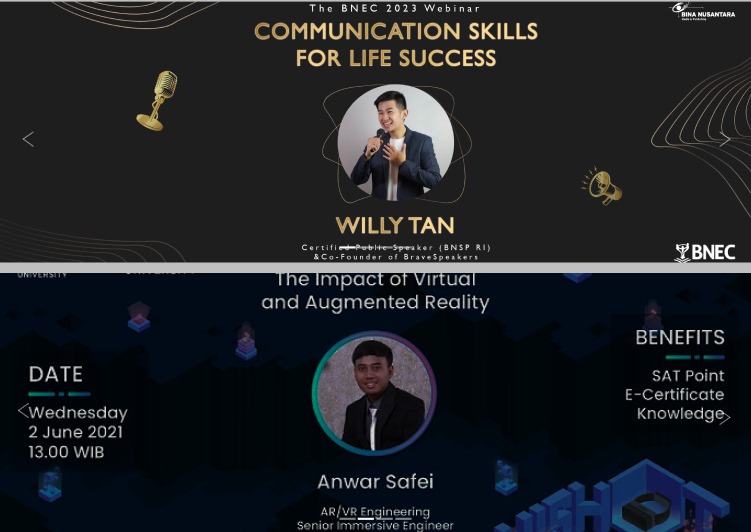 The BNEC 2023 Webinar
BINA NUSANTARA
COMMUNICATION SKILLS
FOR LIFE SUCCESS
WILLY TAN
Certified Public Speaker (BNSP RI)
&Co-Founder of BraveSpeakers
BNEC
UNIVERSITY
The Impact of Virtual
and Augmented Reality
DATE
Wednesday
2 June 2021
13.00 WIB
BENEFITS
SAT Point
E-Certificate
Knowledge
Anwar Safei
AR/VR Engineering
Senior Immersive Engineer